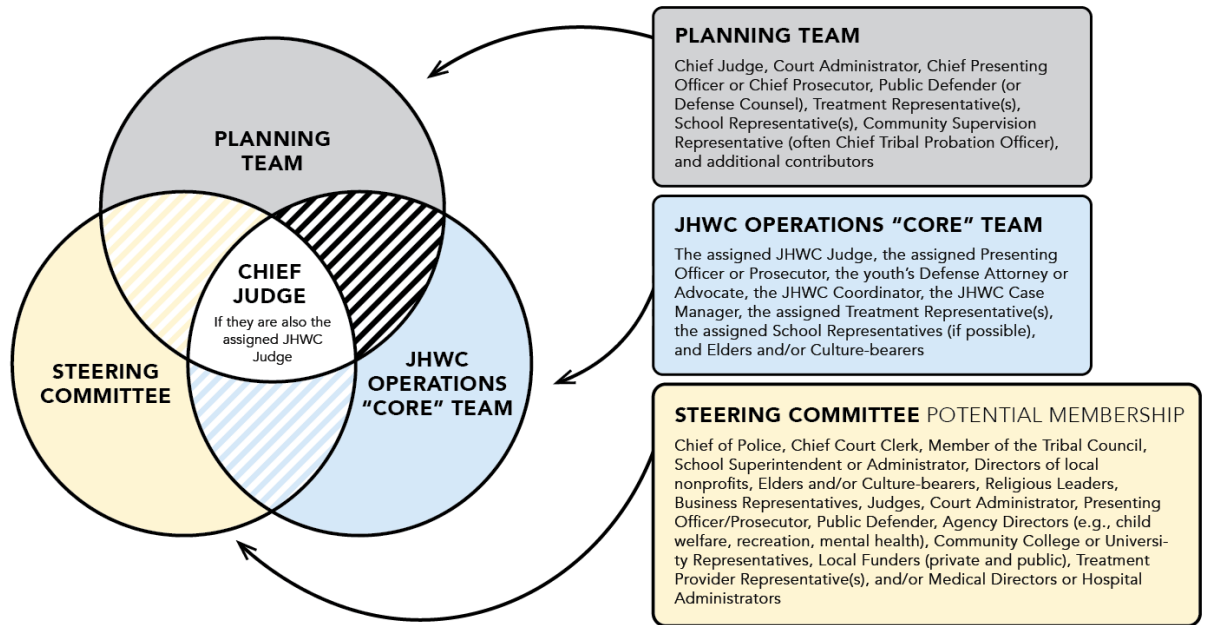 PLANNING
TEAM
CHIEF
JUDGE
If they are also the
assigned JHWC
Judge
STEERING
COMMITTEE
JHWC
OPERATIONS
“CORE” TEAM
PLANNING TEAM
Chief Judge, Court Administrator, Chief Presenting
Officer or Chief Prosecutor, Public Defender (or
Defense Counsel), Treatment Representative(s),
School Representative(s), Community Supervision
Representative (often Chief Tribal Probation Officer),
and additional contributors
JHWC OPERATIONS “CORE” TEAM
The assigned JHWC Judge, the assigned Presenting
Officer or Prosecutor, the youth’s Defense Attorney or
Advocate, the JHWC Coordinator, the JHWC Case
Manager, the assigned Treatment Representative(s),
the assigned School Representatives (if possible),
and Elders and/or Culture-bearers
STEERING COMMITTEE POTENTIAL MEMBERSHIP
Chief of Police, Chief Court Clerk, Member of the Tribal Council,
School Superintendent or Administrator, Directors of local
nonprofits, Elders and/or Culture-bearers, Religious Leaders,
Business Representatives, Judges, Court Administrator, Presenting
Officer/Prosecutor, Public Defender, Agency Directors (e.g., child
welfare, recreation, mental health), Community College or Universi-
ty Representatives, Local Funders (private and public), Treatment
Provider Representative(s), and/or Medical Directors or Hospital
Administrators